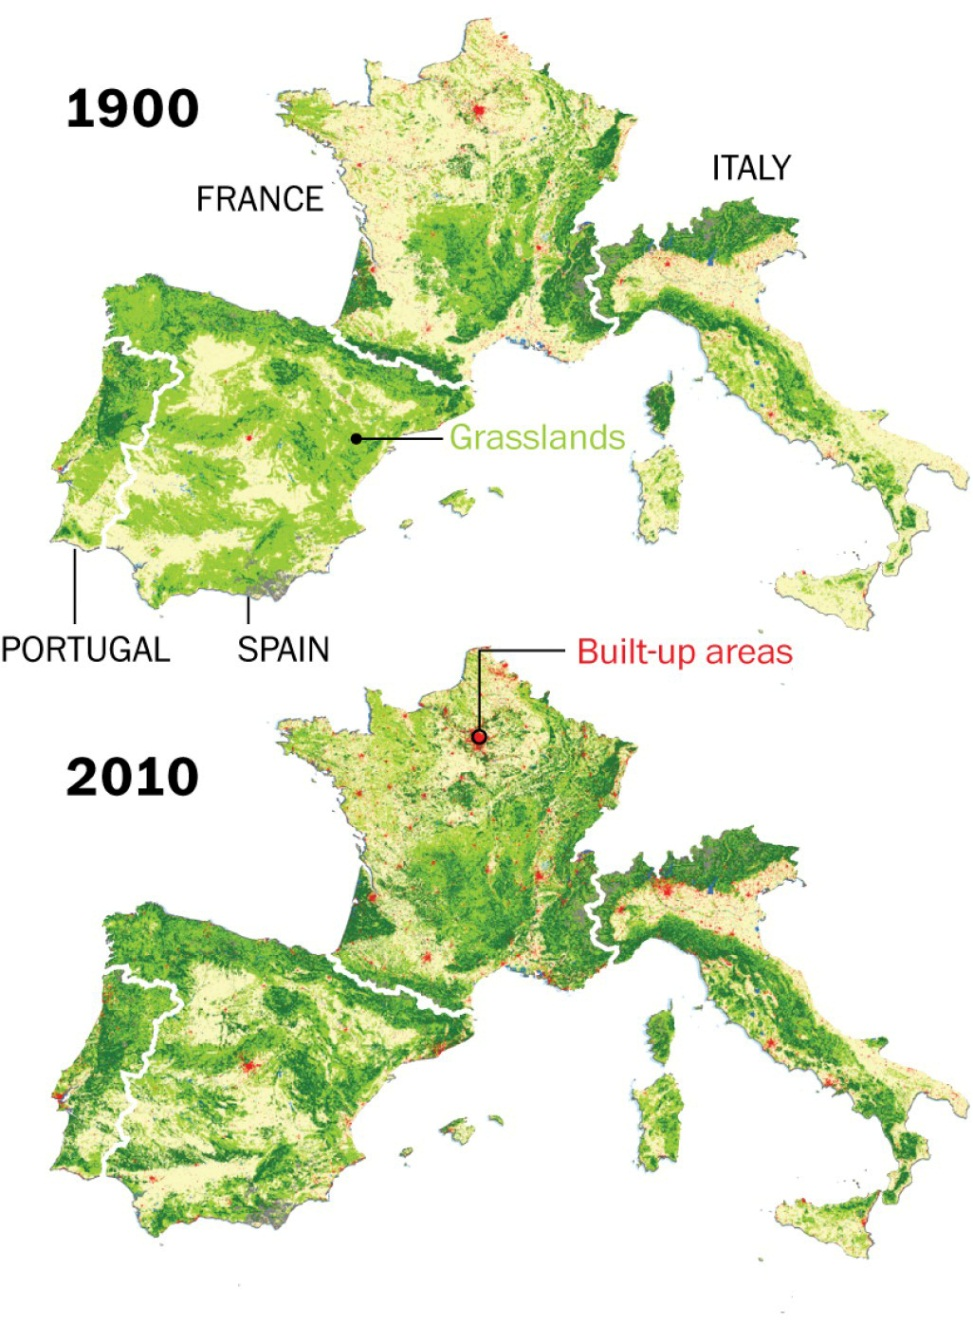 1900
ITALY
FRANCE
Grasslands
PORTUGAL
SPAIN
Built-up areas
2010